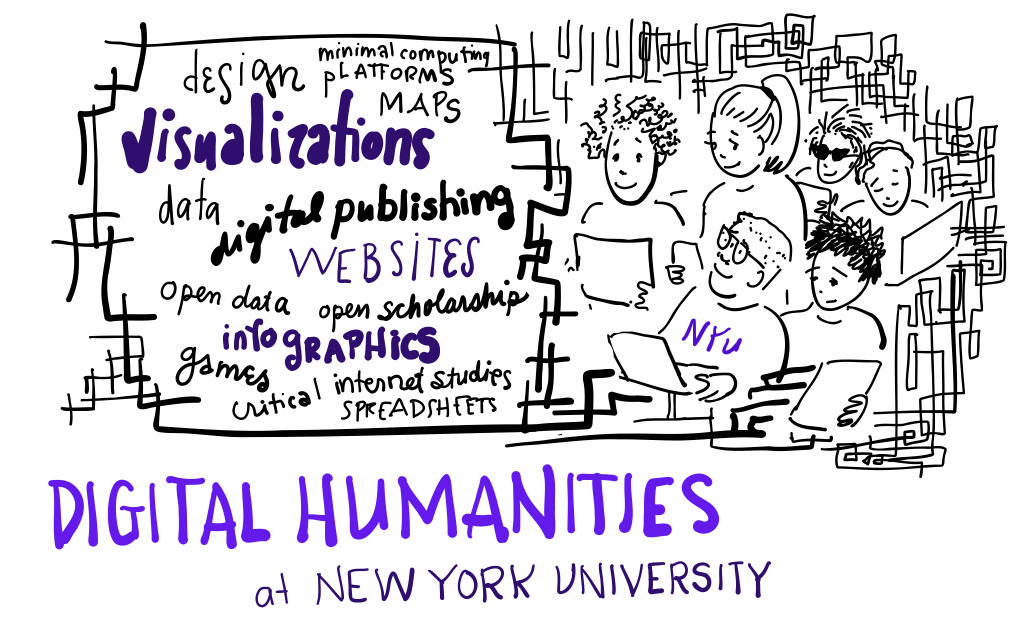 design
minimal computing
PLATFORMS
MAPS
Visualizations
data
digital publishing
WEBSITES
open data
open scholarship
infoGRAPHICS
games
critical internet studies
SPREADSHEETS
NYU
DIGITAL HUMANITIES
at NEW YORK UNIVERSITY